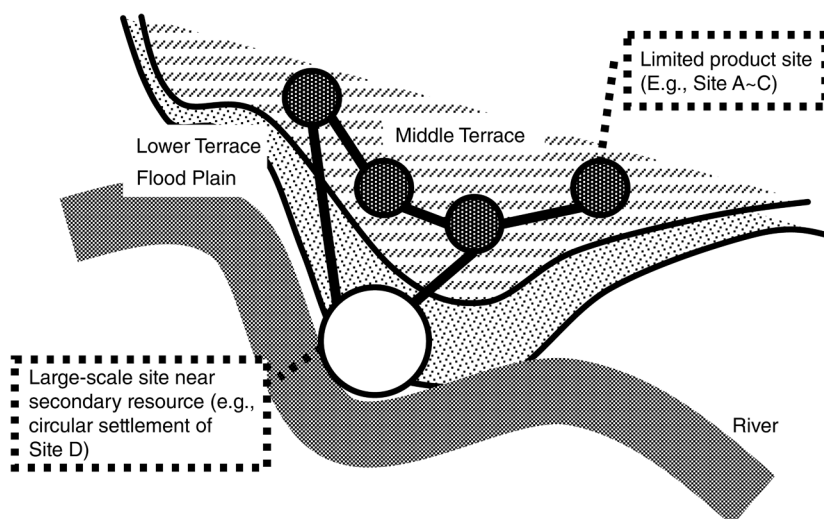 Limited product site
(E.g., Site A~C)
Middle Terrace
Lower Terrace
Flood Plain
Large-scale site near
secondary resource (e.g.,
circular settlement of
Site D)
River